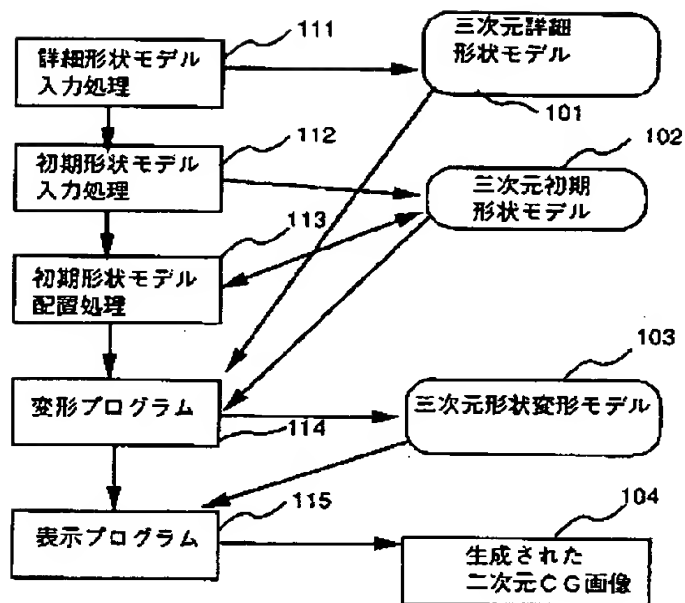 111
詳細形状モデル
入力処理
三次元詳細
形状モデル
101
112
初期形状モデル
入力処理
102
三次元初期
形状モデル
113
初期形状モデル
配置処理
103
変形プログラム
114
三次元形状変形モデル
115
表示プログラム
104
生成された
二次元CG画像